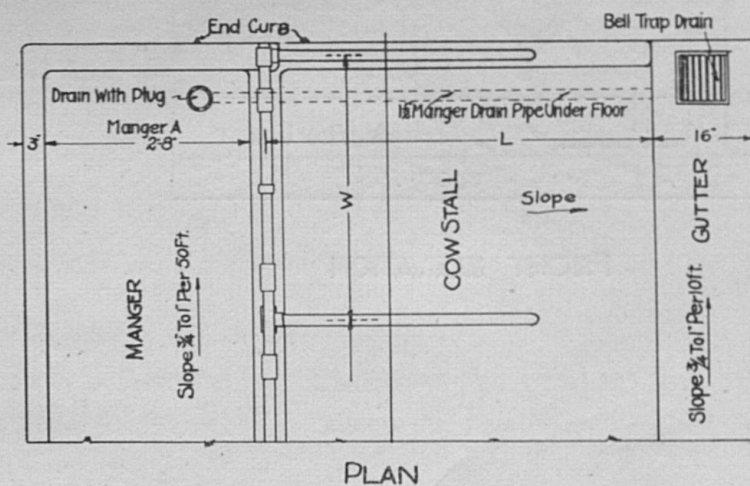 End Curb
Bell Trap Drain
Drain With Plug
1½" Manger Drain Pipe Under Floor
Manger A
3"
2'-8"
L
16"
W
Slope
COW STALL
GUTTER
MANGER
Slope ¾ To 1" Per 50 Ft.
Slope ¾ To 1" Per 10 ft.
PLAN